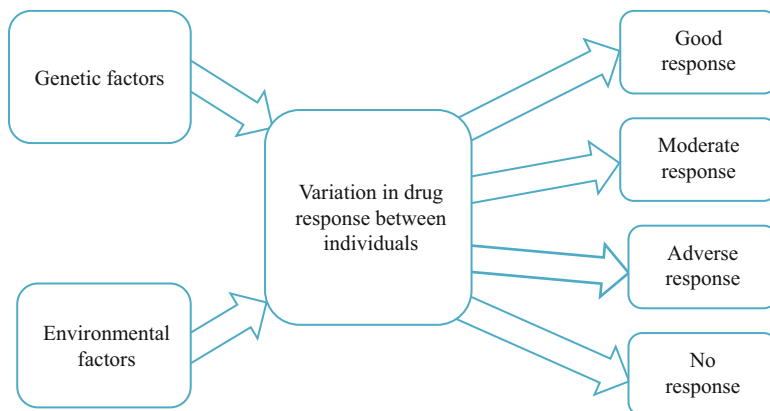 Genetic factors
Environmental
factors
Variation in drug
response between
individuals
Good
response
Moderate
response
Adverse
response
No
response